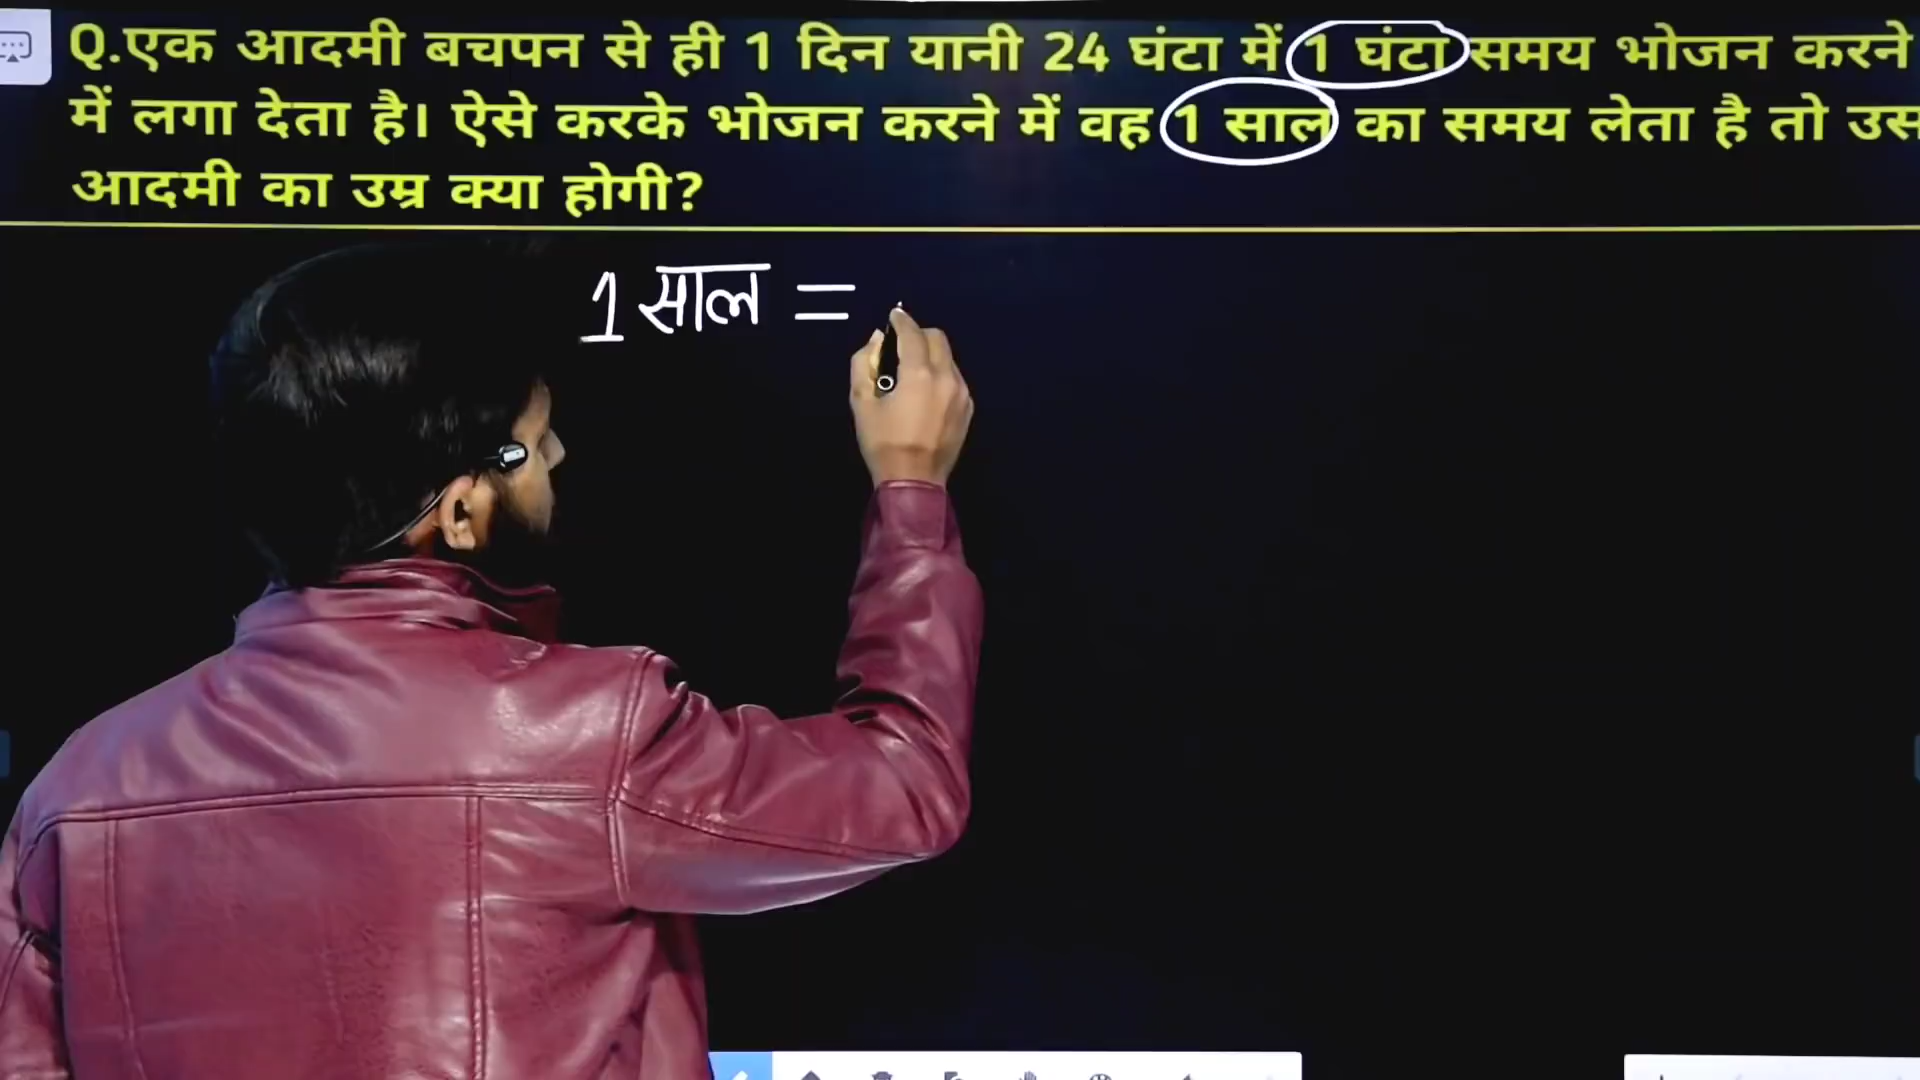 Q.एक आदमी बचपन से ही 1 दिन यानी 24 घंटा में 1 घंटा समय भोजन करने
में लगा देता है। ऐसे करके भोजन करने में वह 1 साल का समय लेता है तो उस
आदमी का उम्र क्या होगी?
1 साल =